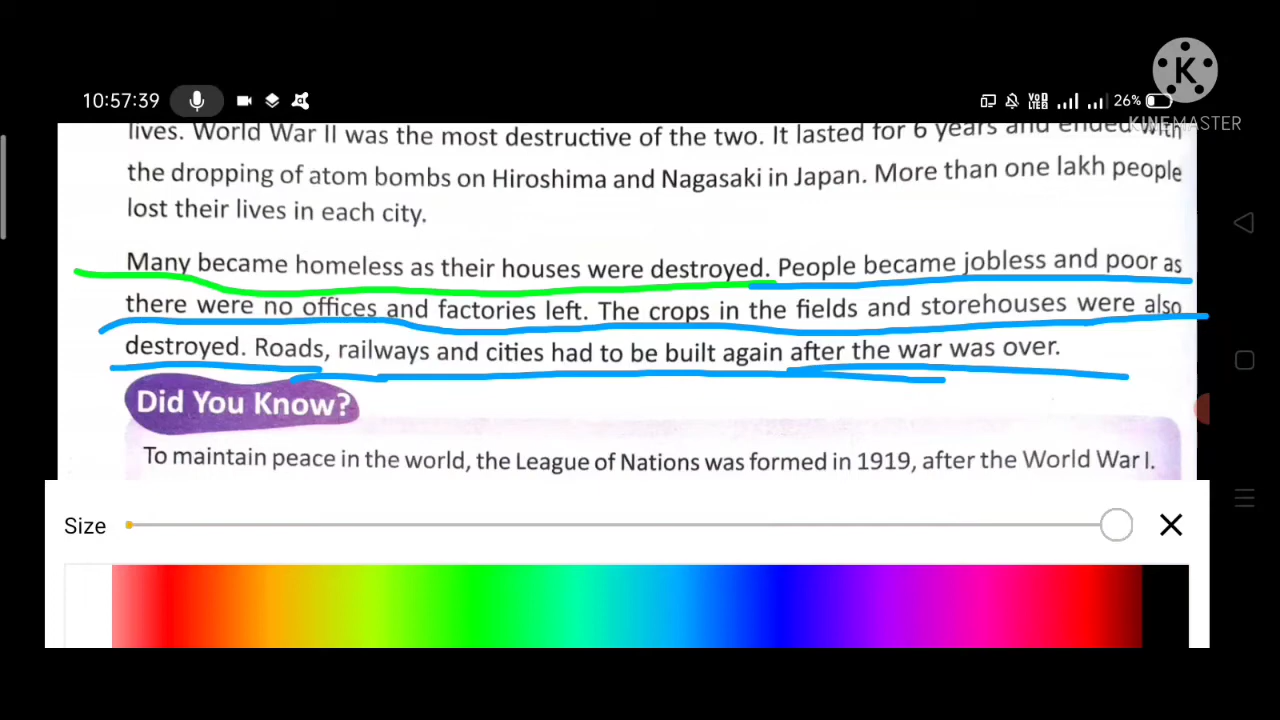 10:57:39
26%
K
KINEMASTER
lives. World War II was the most destructive of the two. It lasted for 6 years and ended with
the dropping of atom bombs on Hiroshima and Nagasaki in Japan. More than one lakh people
lost their lives in each city.
Many became homeless as their houses were destroyed. People became jobless and poor as
there were no offices and factories left. The crops in the fields and storehouses were also
destroyed. Roads, railways and cities had to be built again after the war was over.
Did You Know?
To maintain peace in the world, the League of Nations was formed in 1919, after the World War I.
Size